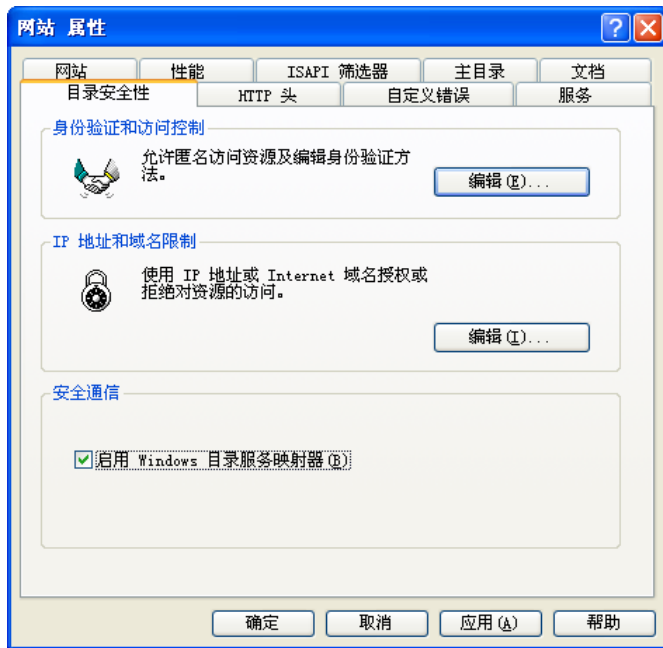 网站 属性
网站 性能 ISAPI 筛选器 主目录 文档
目录安全性 HTTP 头 自定义错误 服务
身份验证和访问控制
允许匿名访问资源及编辑身份验证方
法。
编辑(E)...
IP 地址和域名限制
使用 IP 地址或 Internet 域名授权或
拒绝对资源的访问。
编辑(I)...
安全通信
启用 Windows 目录服务映射器(B)
确定 取消 应用(A) 帮助